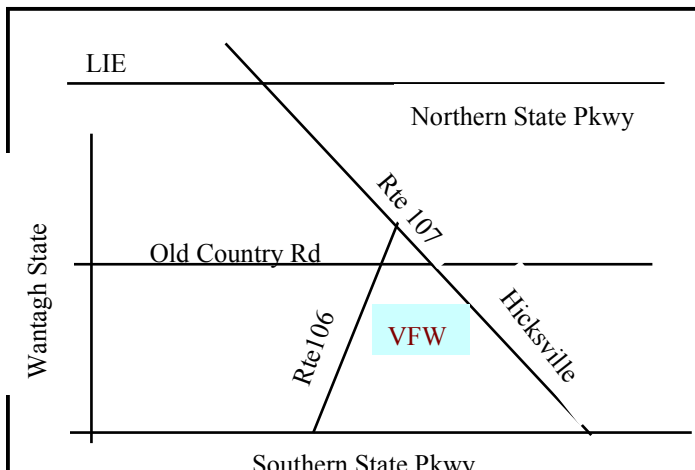 LIE
Northern State Pkwy
Rte 107
Old Country Rd
Wantagh State
Hicksville
Rte106
VFW
Southern State Pkwy